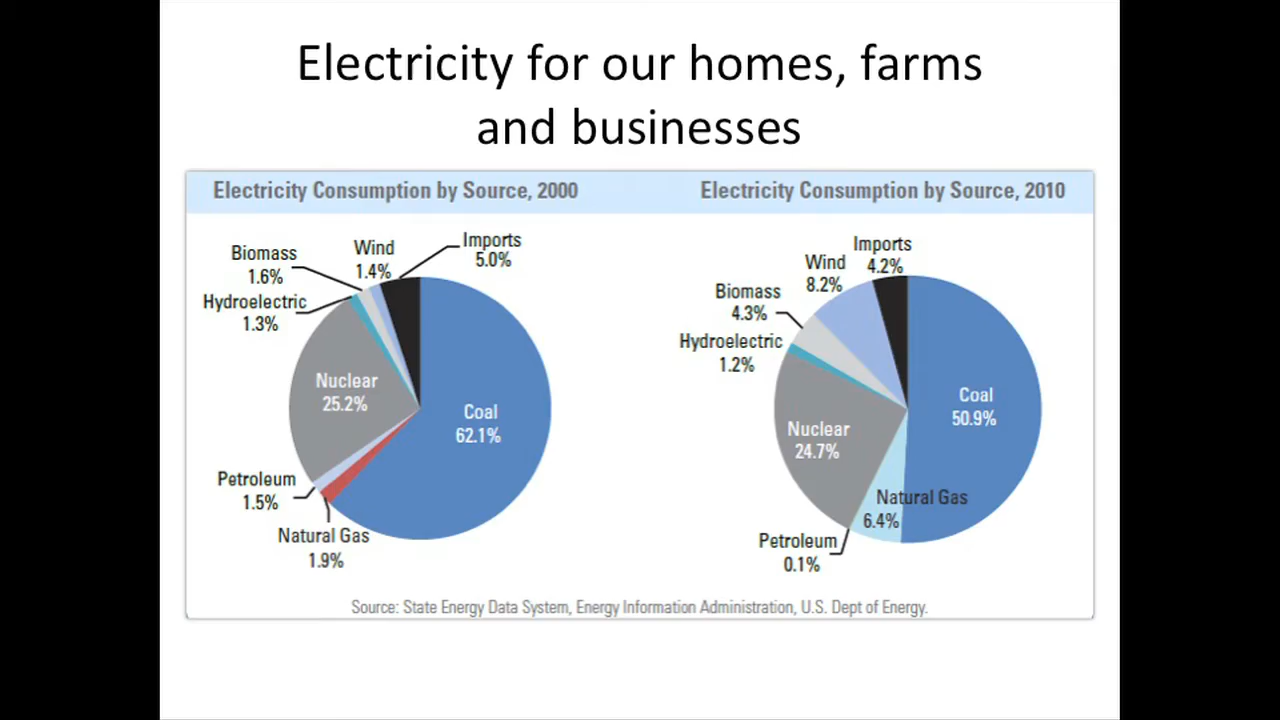 Electricity for our homes, farms
and businesses
Electricity Consumption by Source, 2000
Imports
5.0%
Wind
1.4%
Biomass
1.6%
Hydroelectric
1.3%
Nuclear
25.2%
Coal
62.1%
Petroleum
1.5%
Natural Gas
1.9%
Electricity Consumption by Source, 2010
Imports
4.2%
Wind
8.2%
Biomass
4.3%
Hydroelectric
1.2%
Coal
50.9%
Nuclear
24.7%
Natural Gas
6.4%
Petroleum
0.1%
Source: State Energy Data System, Energy Information Administration, U.S. Dept of Energy.